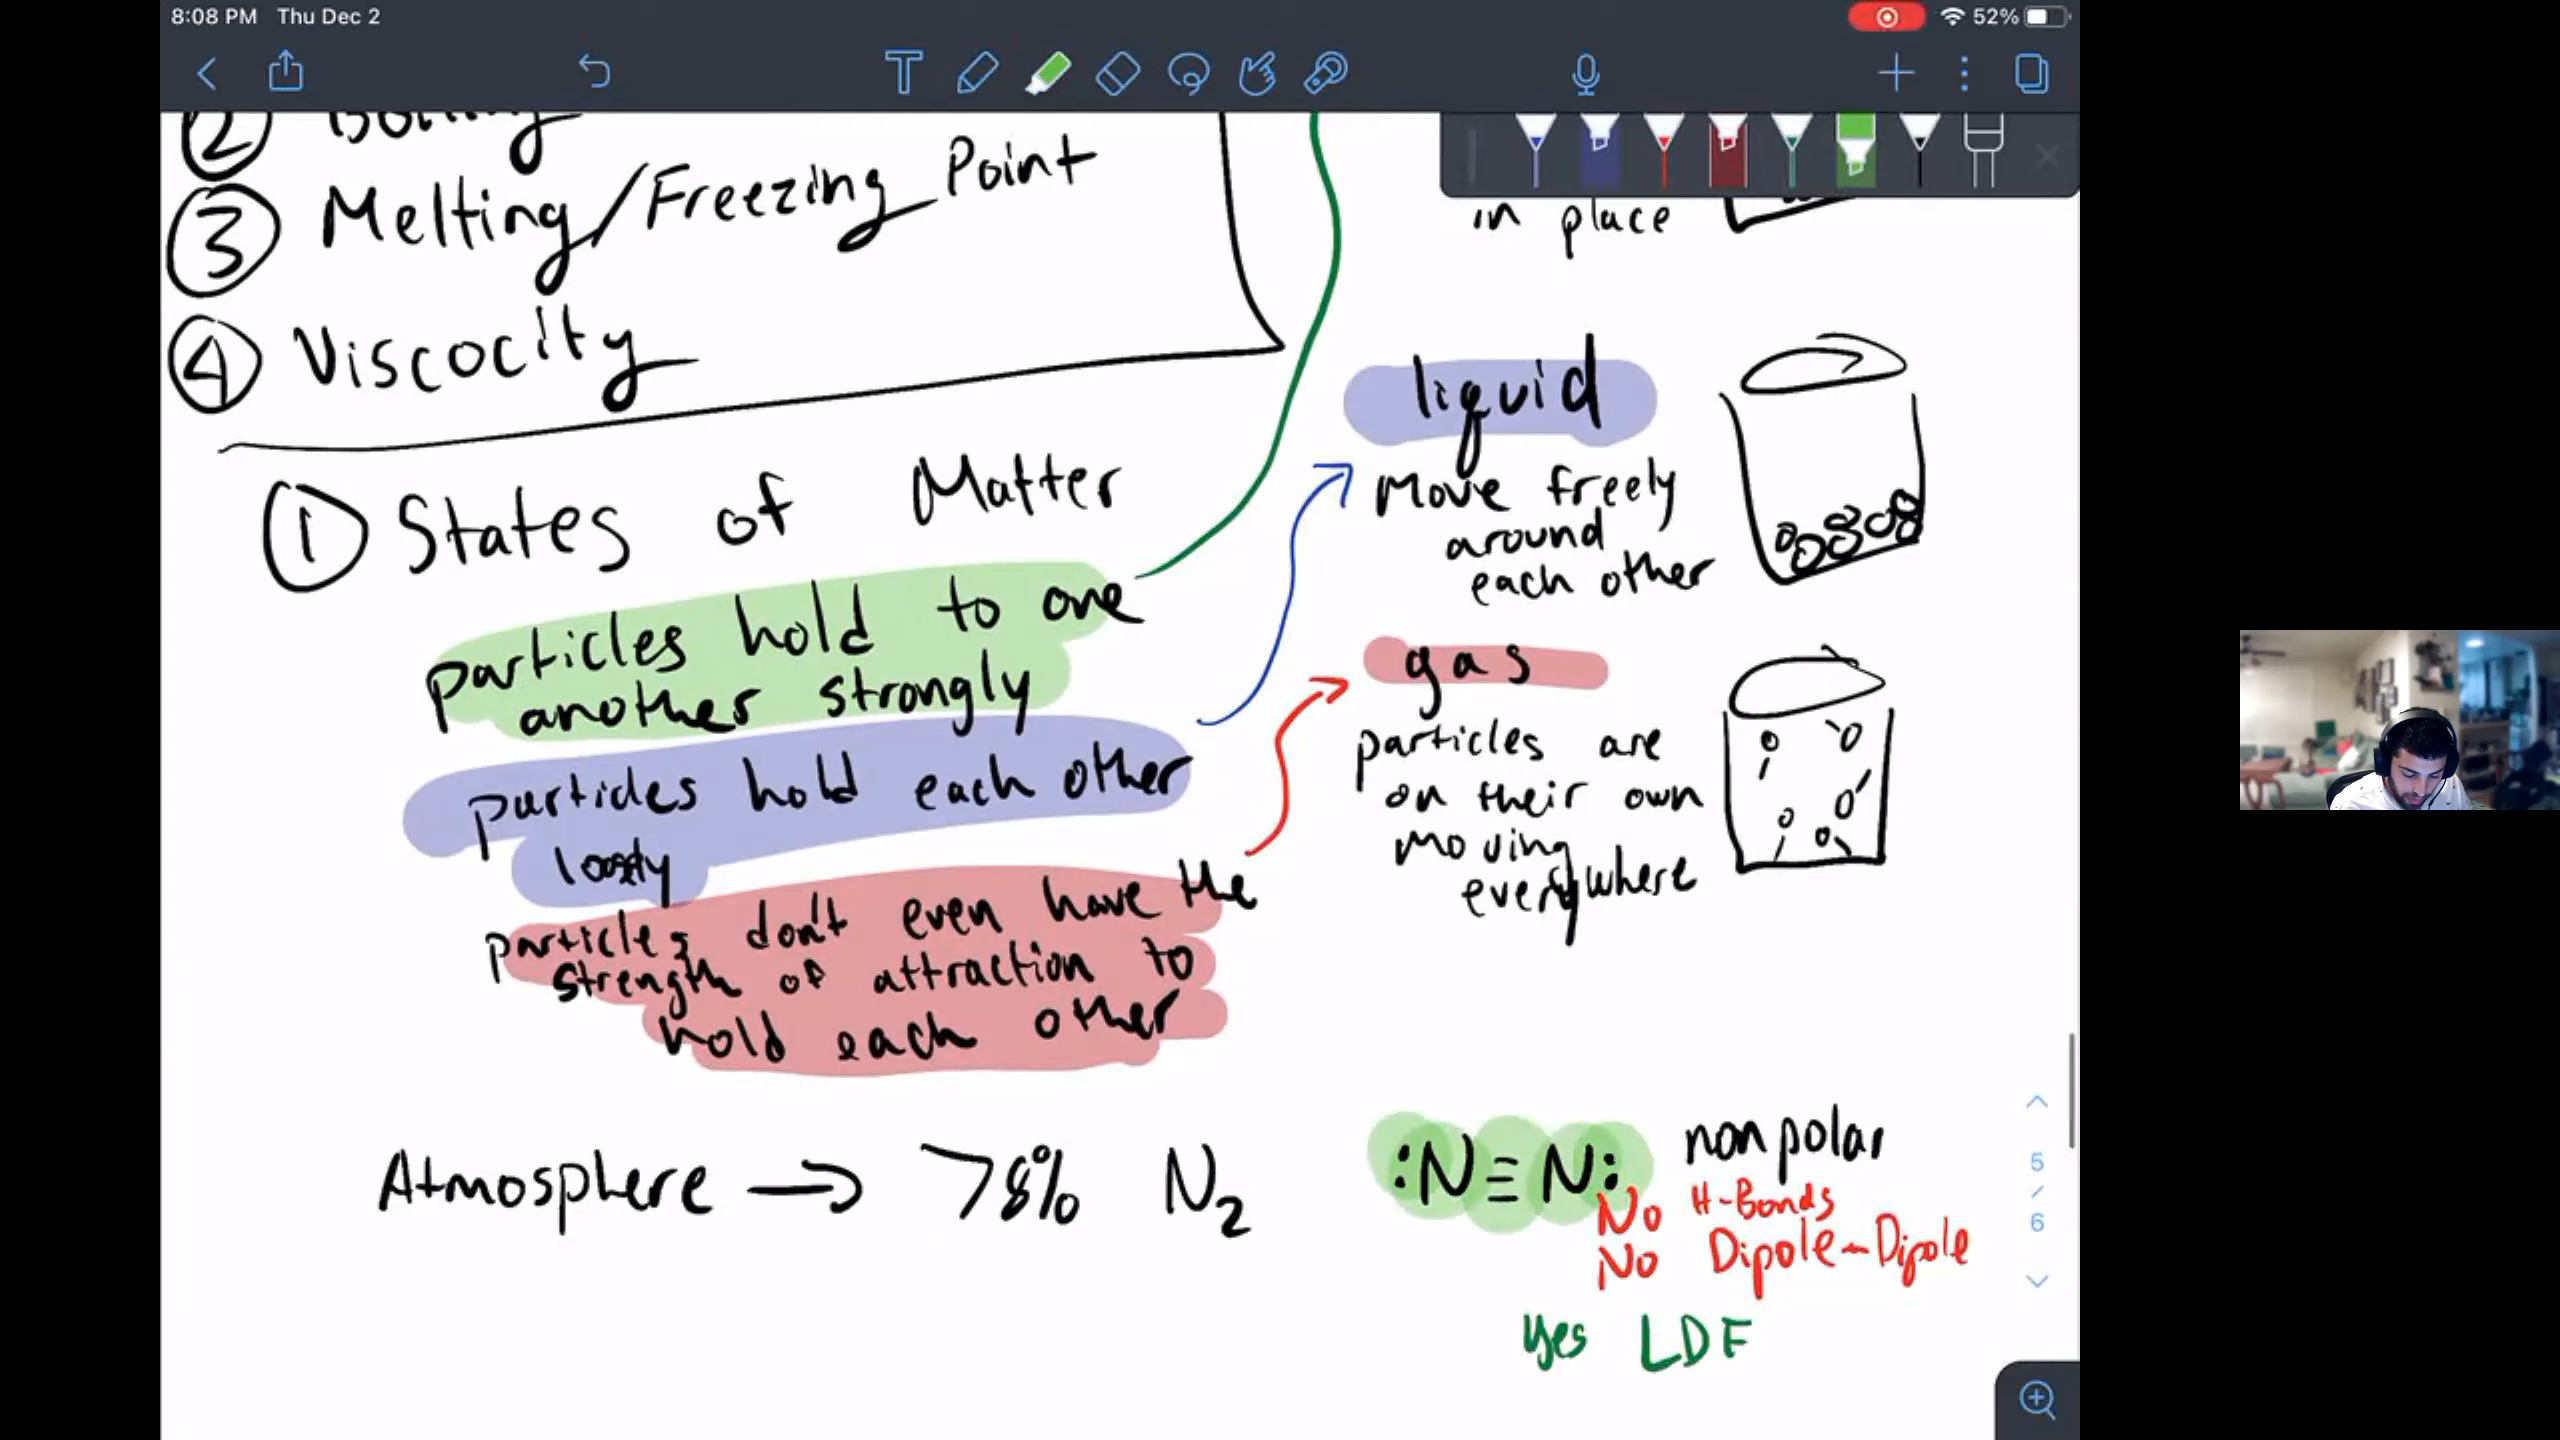 8:08 PM Thu Dec 2
52%
② Boiling
③ Melting/Freezing Point
④ Viscocity
① States of Matter
particles hold to one
another strongly
particles hold each other
loosely
particles don't even have the
strength of attraction to
hold each other
in place
liquid
Move freely
around
each other
gas
particles are
on their own
moving
everywhere
Atmosphere → 78% N₂
:N≡N: nonpolar
No H-Bonds
No Dipole-Dipole
Yes LDF
5
/
6